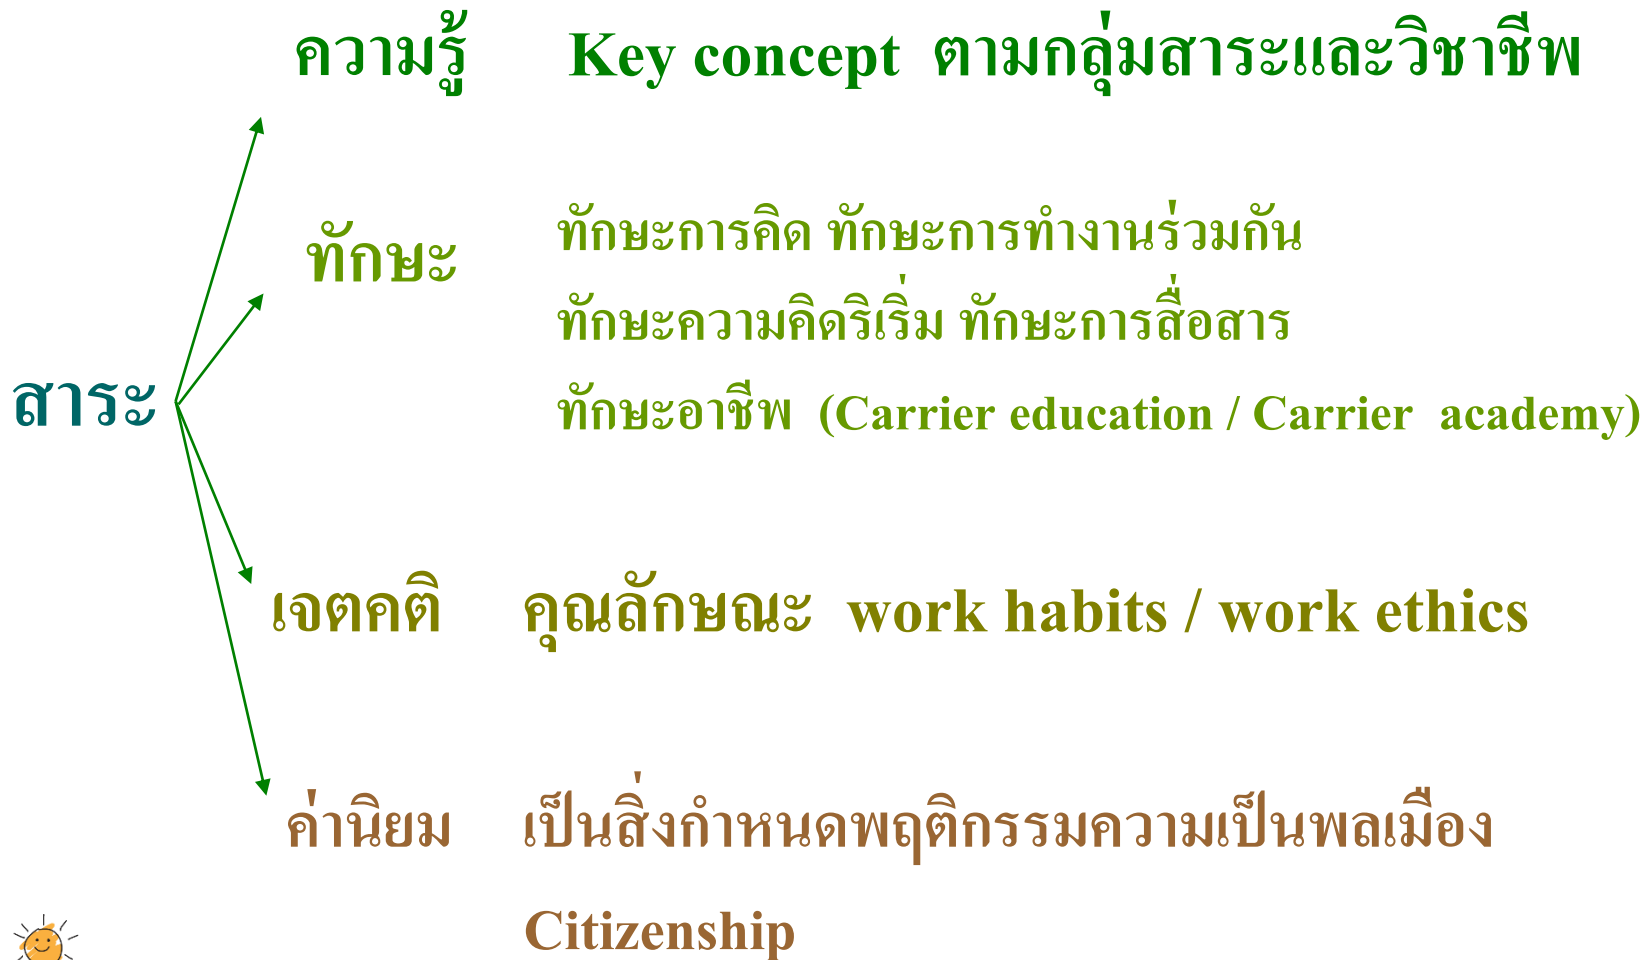 ความรู้ Key concept ตามกลุ่มสาระและวิชาชีพ
ทักษะ ทักษะการคิด ทักษะการทำงานร่วมกัน
ทักษะความคิดริเริ่ม ทักษะการสื่อสาร
สาระ ทักษะอาชีพ (Carrier education / Carrier academy)
เจตคติ คุณลักษณะ work habits / work ethics
ค่านิยม เป็นสิ่งกำหนดพฤติกรรมความเป็นพลเมือง
Citizenship